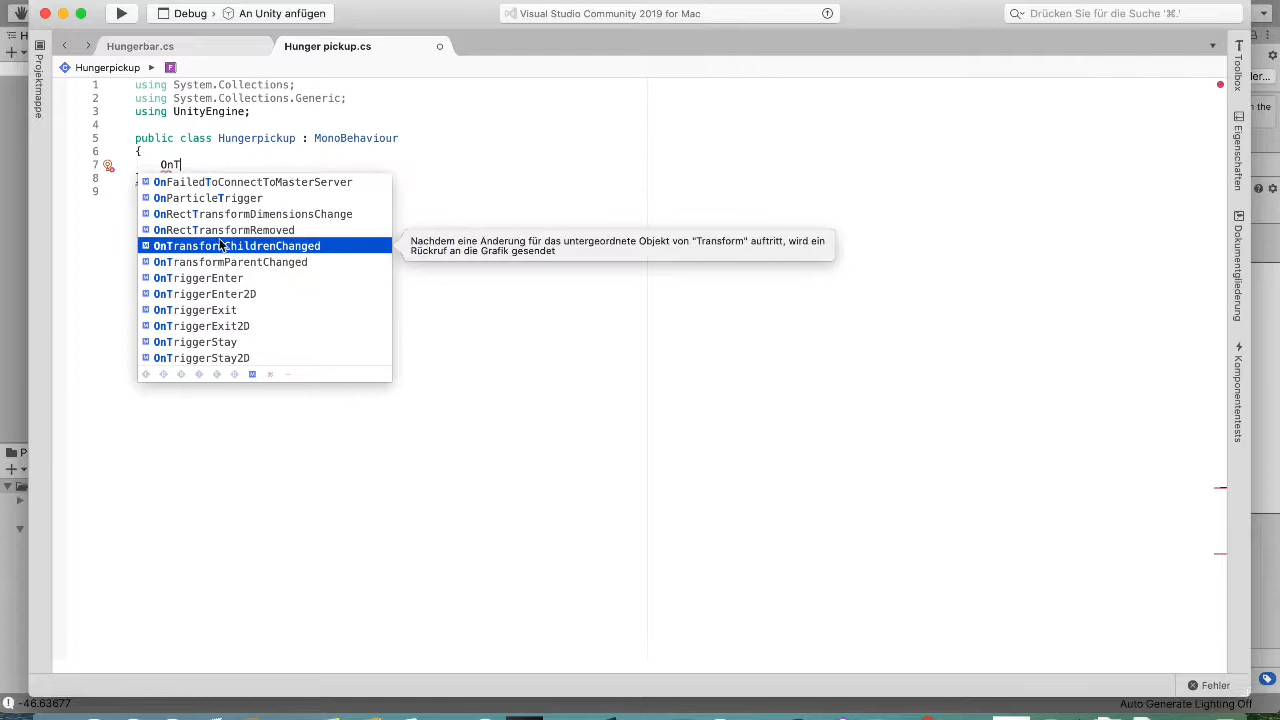 Debug › An Unity anfügen
Visual Studio Community 2019 for Mac
Drücken Sie für die Suche '⌘.'
Hungerbar.cs
Hunger pickup.cs
Hungerpickup
Projektmappe
1 using System.Collections;
2 using System.Collections.Generic;
3 using UnityEngine;
4
5 public class Hungerpickup : MonoBehaviour
6 {
7 OnT
8
9
OnFailedToConnectToMasterServer
OnParticleTrigger
OnRectTransformDimensionsChange
OnRectTransformRemoved
OnTransformChildrenChanged
OnTransformParentChanged
OnTriggerEnter
OnTriggerEnter2D
OnTriggerExit
OnTriggerExit2D
OnTriggerStay
OnTriggerStay2D
Nachdem eine Änderung für das untergeordnete Objekt von "Transform" auftritt, wird ein
Rückruf an die Grafik gesendet
Toolbox
Eigenschaften
Dokumentgliederung
Komponententests
n the
Fehler
-46.63677
Auto Generate Lighting Off